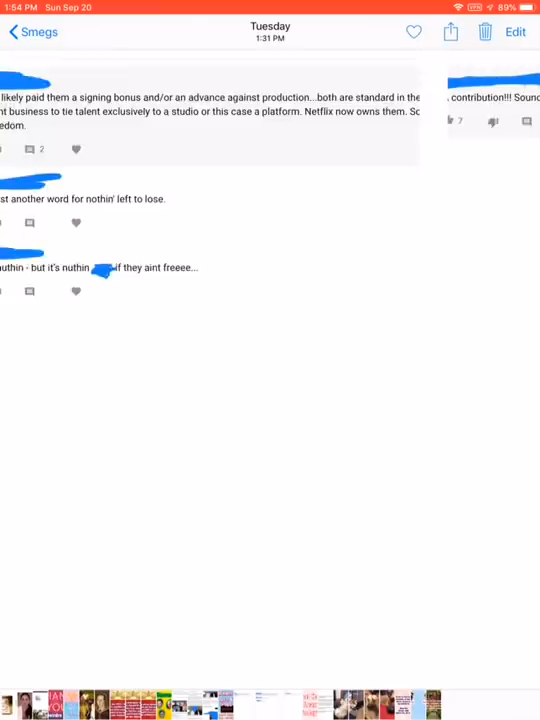 1:54 PM Sun Sep 20
VPN 89%
Smegs
Tuesday
1:31 PM
Edit
likely paid them a signing bonus and/or an advance against production...both are standard in the
nt business to tie talent exclusively to a studio or this case a platform. Netflix now owns them. So
edom.
2
st another word for nothin' left to lose.
uthin - but it's nuthin if they aint freeee...
contribution!!! Sound
7